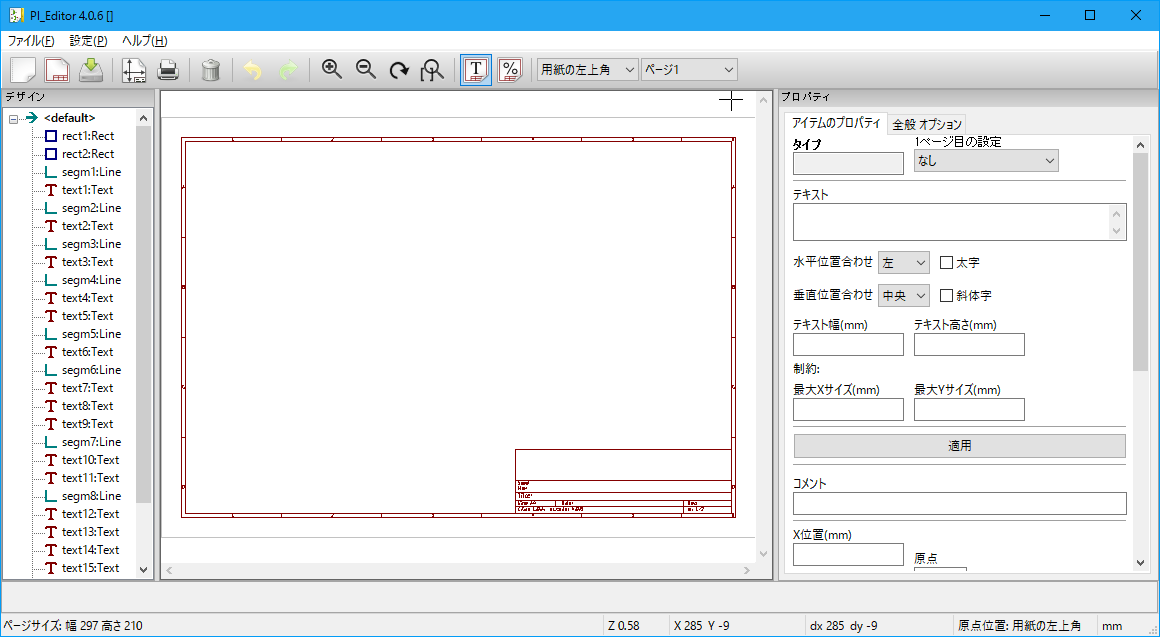 PI_Editor 4.0.6 []
ファイル(F) 設定(P) ヘルプ(H)
用紙の左上角 ページ1
デザイン
<default>
rect1:Rect
rect2:Rect
segm1:Line
text1:Text
segm2:Line
text2:Text
segm3:Line
text3:Text
segm4:Line
text4:Text
text5:Text
segm5:Line
text6:Text
segm6:Line
text7:Text
text8:Text
text9:Text
segm7:Line
text10:Text
text11:Text
segm8:Line
text12:Text
text13:Text
text14:Text
text15:Text
プロパティ
アイテムのプロパティ 全般 オプション
タイプ 1ページ目の設定
なし
テキスト
水平位置合わせ 左 太字
垂直位置合わせ 中央 斜体字
テキスト幅(mm) テキスト高さ(mm)
制約:
最大Xサイズ(mm) 最大Yサイズ(mm)
適用
コメント
X位置(mm)
原点
ページサイズ: 幅 297 高さ 210 Z 0.58 X 285 Y -9 dx 285 dy -9 原点位置: 用紙の左上角 mm